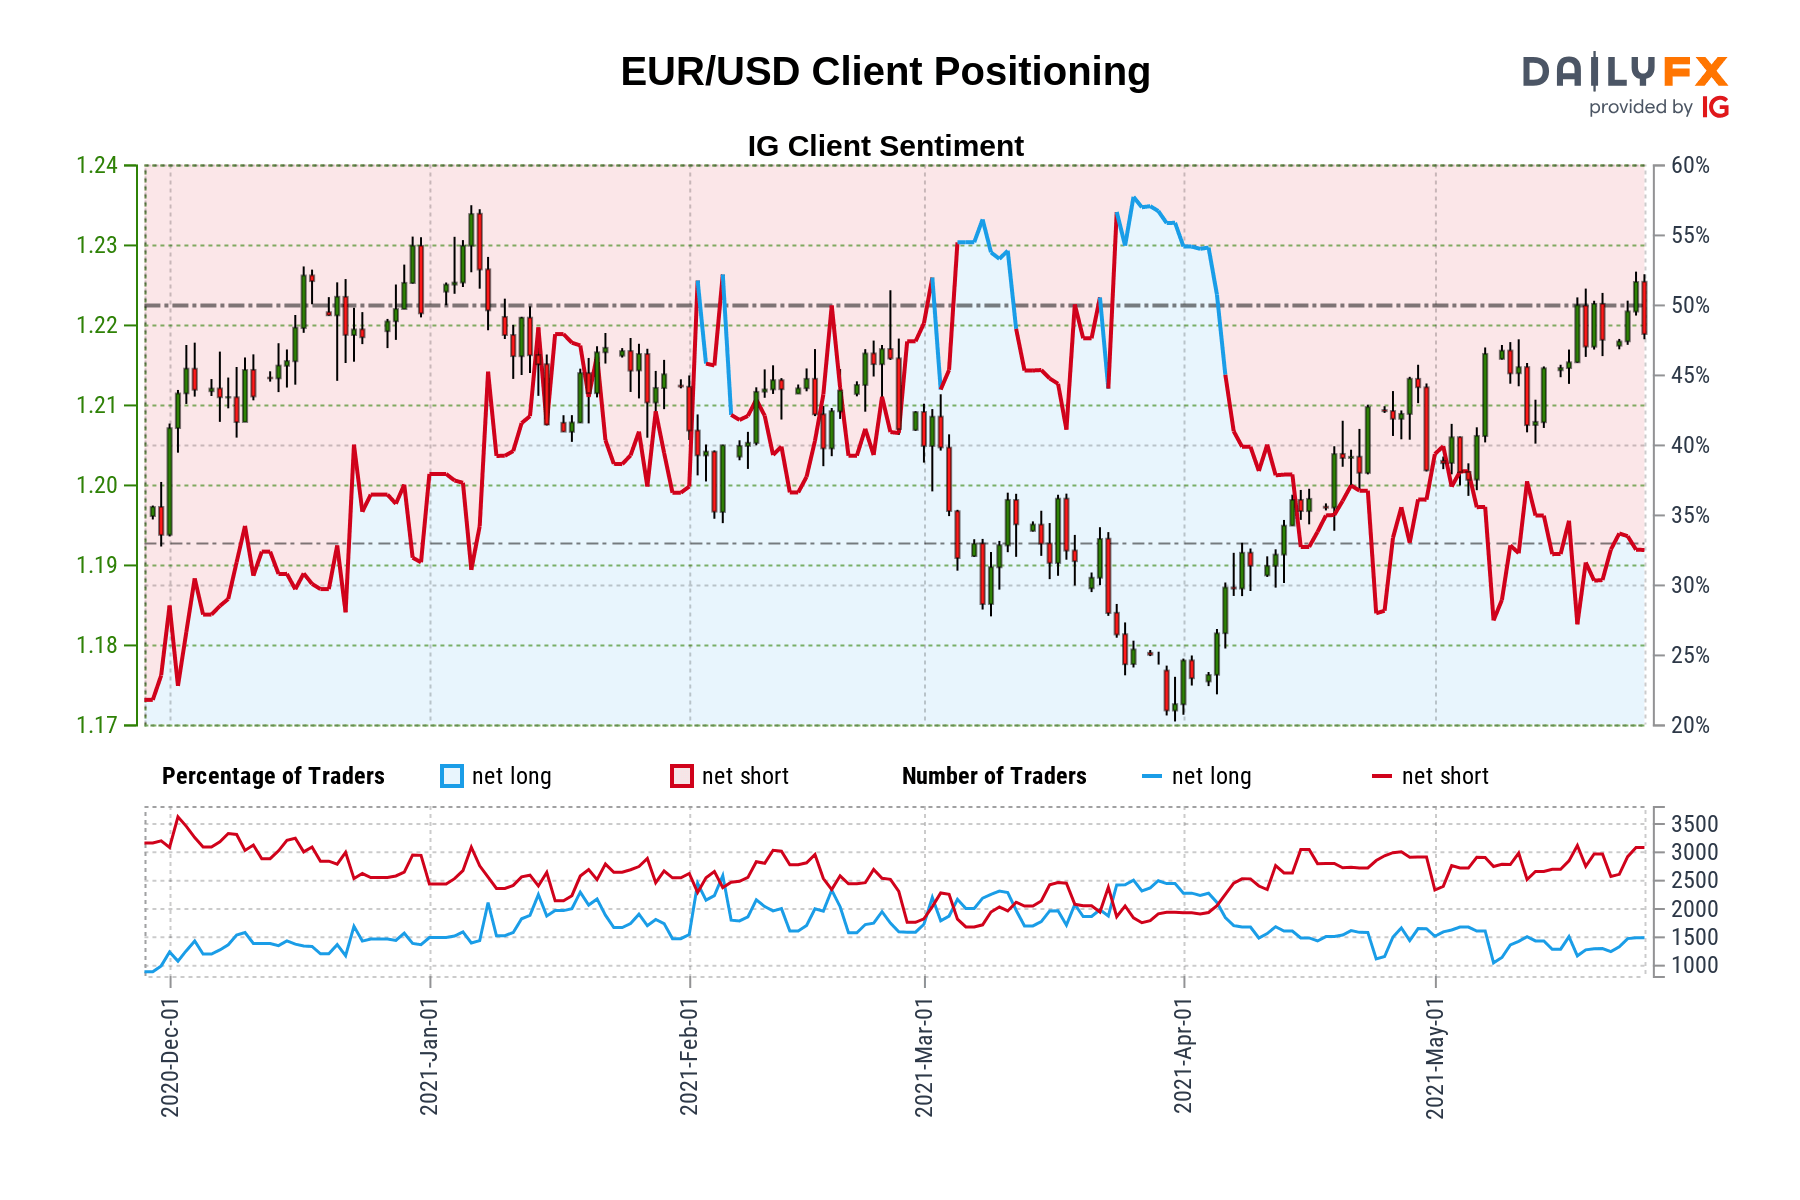 EUR/USD Client Positioning
DAILYFX
provided by IG
IG Client Sentiment
1.24
1.23
1.22
1.21
1.20
1.19
1.18
1.17
60%
55%
50%
45%
40%
35%
30%
25%
20%
Percentage of Traders net long net short Number of Traders net long net short
3500
3000
2500
2000
1500
1000
2020-Dec-01
2021-Jan-01
2021-Feb-01
2021-Mar-01
2021-Apr-01
2021-May-01